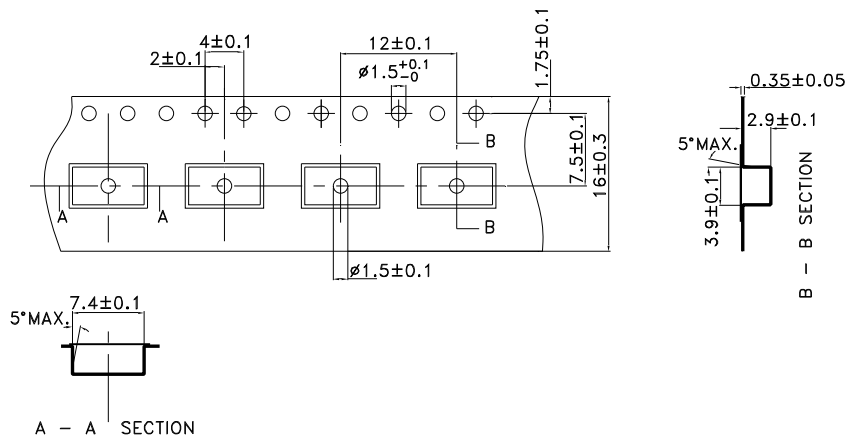 4±0.1
12±0.1
2±0.1
ø1.5+0.1-0
1.75±0.1
0.35±0.05
2.9±0.1
5°MAX.
B
7.5±0.1
16±0.3
3.9±0.1
A
A
B
B - B SECTION
ø1.5±0.1
7.4±0.1
5°MAX.
A - A SECTION